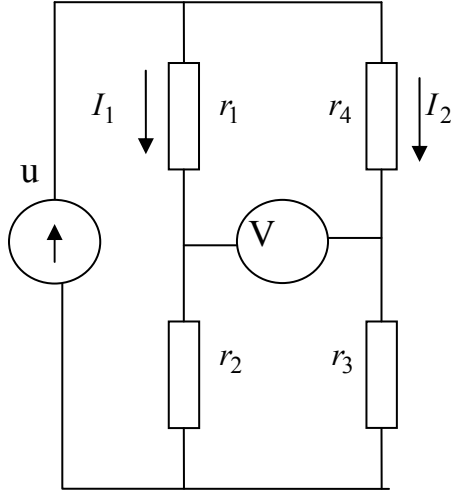 I₁ r₁ r₄ I₂
u
V
r₂ r₃